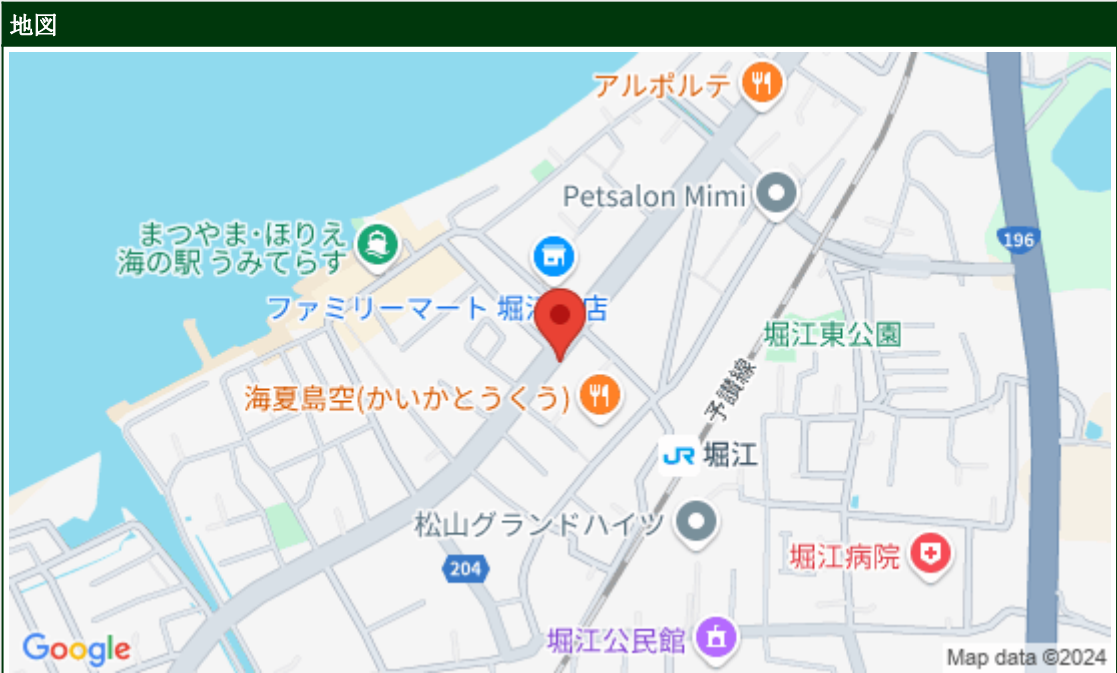 地図
アルポルテ
Petsalon Mimi
まつやま・ほりえ
海の駅 うみてらす
196
ファミリーマート 堀江 店
堀江東公園
予讃線
海夏島空(かいかとうくう)
JR 堀江
松山グランドハイツ
204
堀江病院
堀江公民館
Google
Map data ©2024